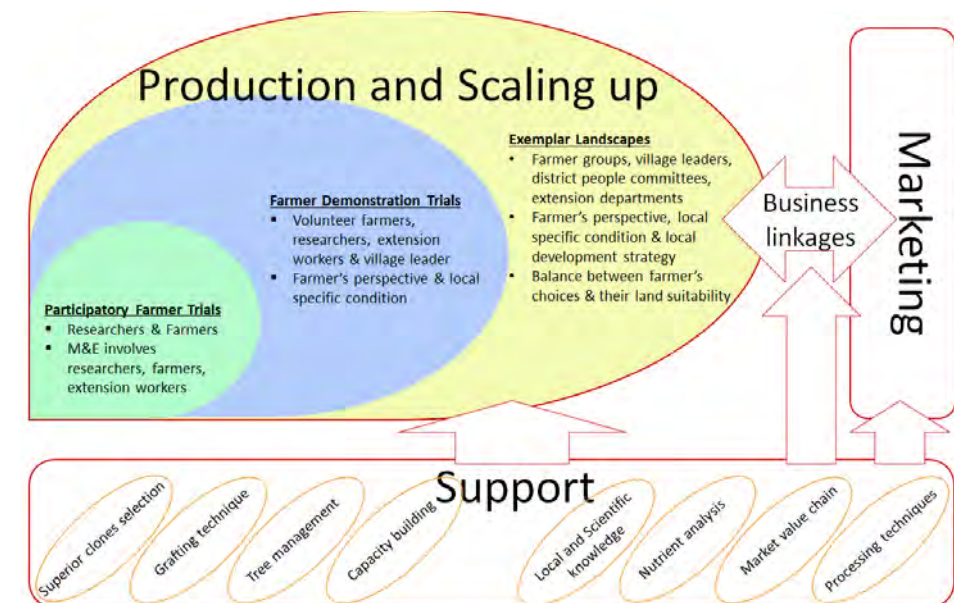 Production and Scaling up
Exemplar Landscapes
• Farmer groups, village leaders,
district people committees,
extension departments
• Farmer's perspective, local
specific condition & local
development strategy
• Balance between farmer's
choices & their land suitability
Farmer Demonstration Trials
▪ Volunteer farmers,
researchers, extension
workers & village leader
▪ Farmer's perspective & local
specific condition
Participatory Farmer Trials
▪ Researchers & Farmers
▪ M&E involves
researchers, farmers,
extension workers
Business
linkages
Marketing
Support
Superior clones selection
Grafting technique
Tree management
Capacity building
Local and Scientific
knowledge
Nutrient analysis
Market value chain
Processing techniques